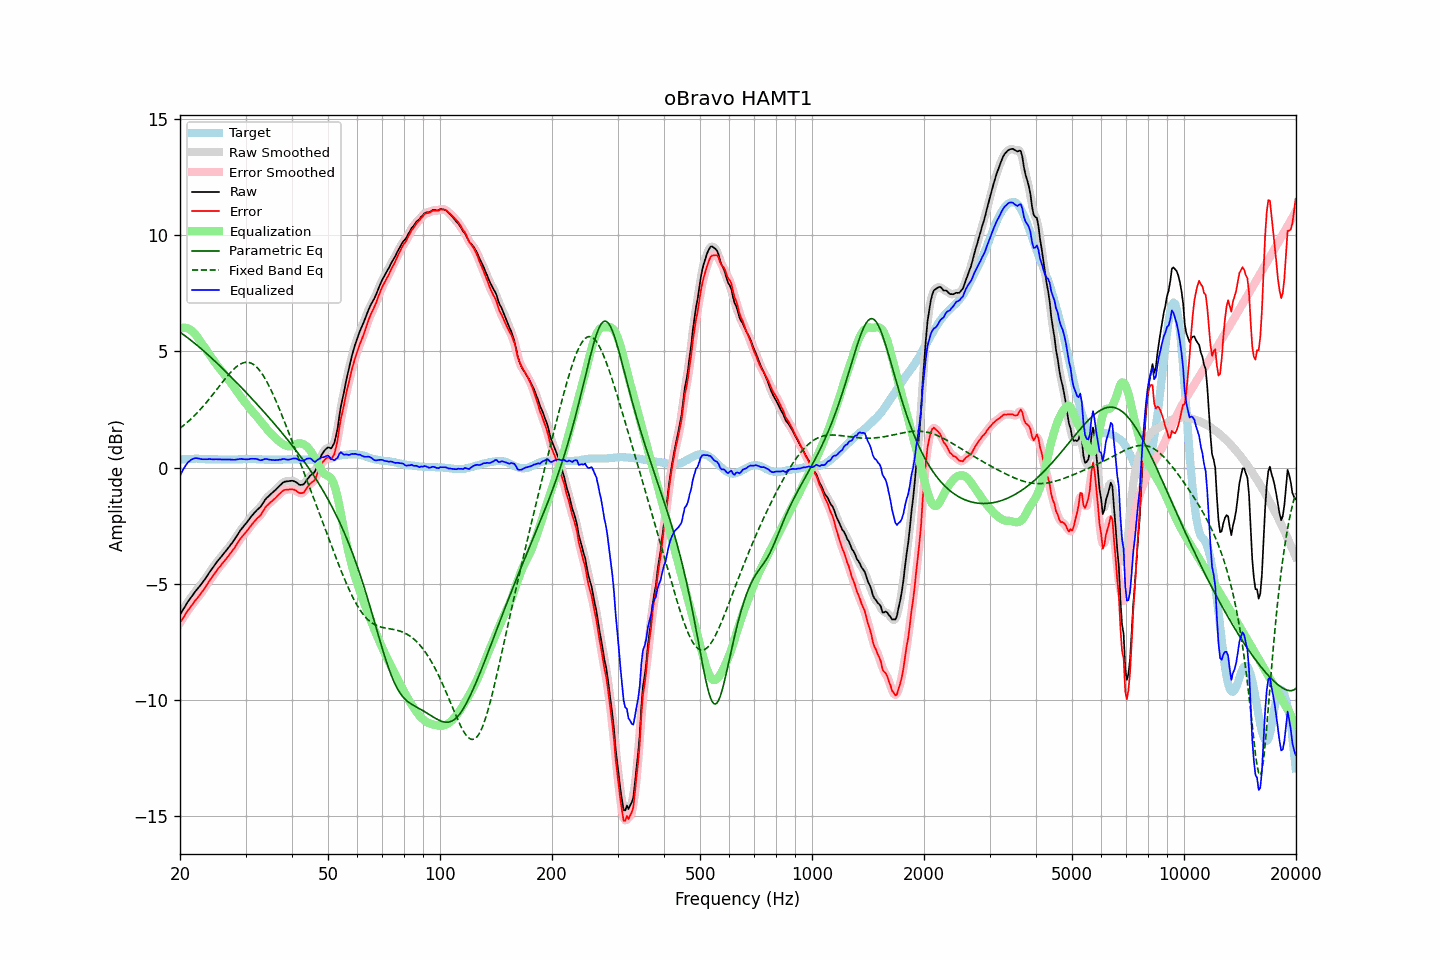 oBravo HAMT1
Target
Raw Smoothed
Error Smoothed
Raw
Error
Equalization
Parametric Eq
Fixed Band Eq
Equalized
15
10
5
0
−5
−10
−15
Amplitude (dBr)
20
50
100
200
500
1000
2000
5000
10000
20000
Frequency (Hz)